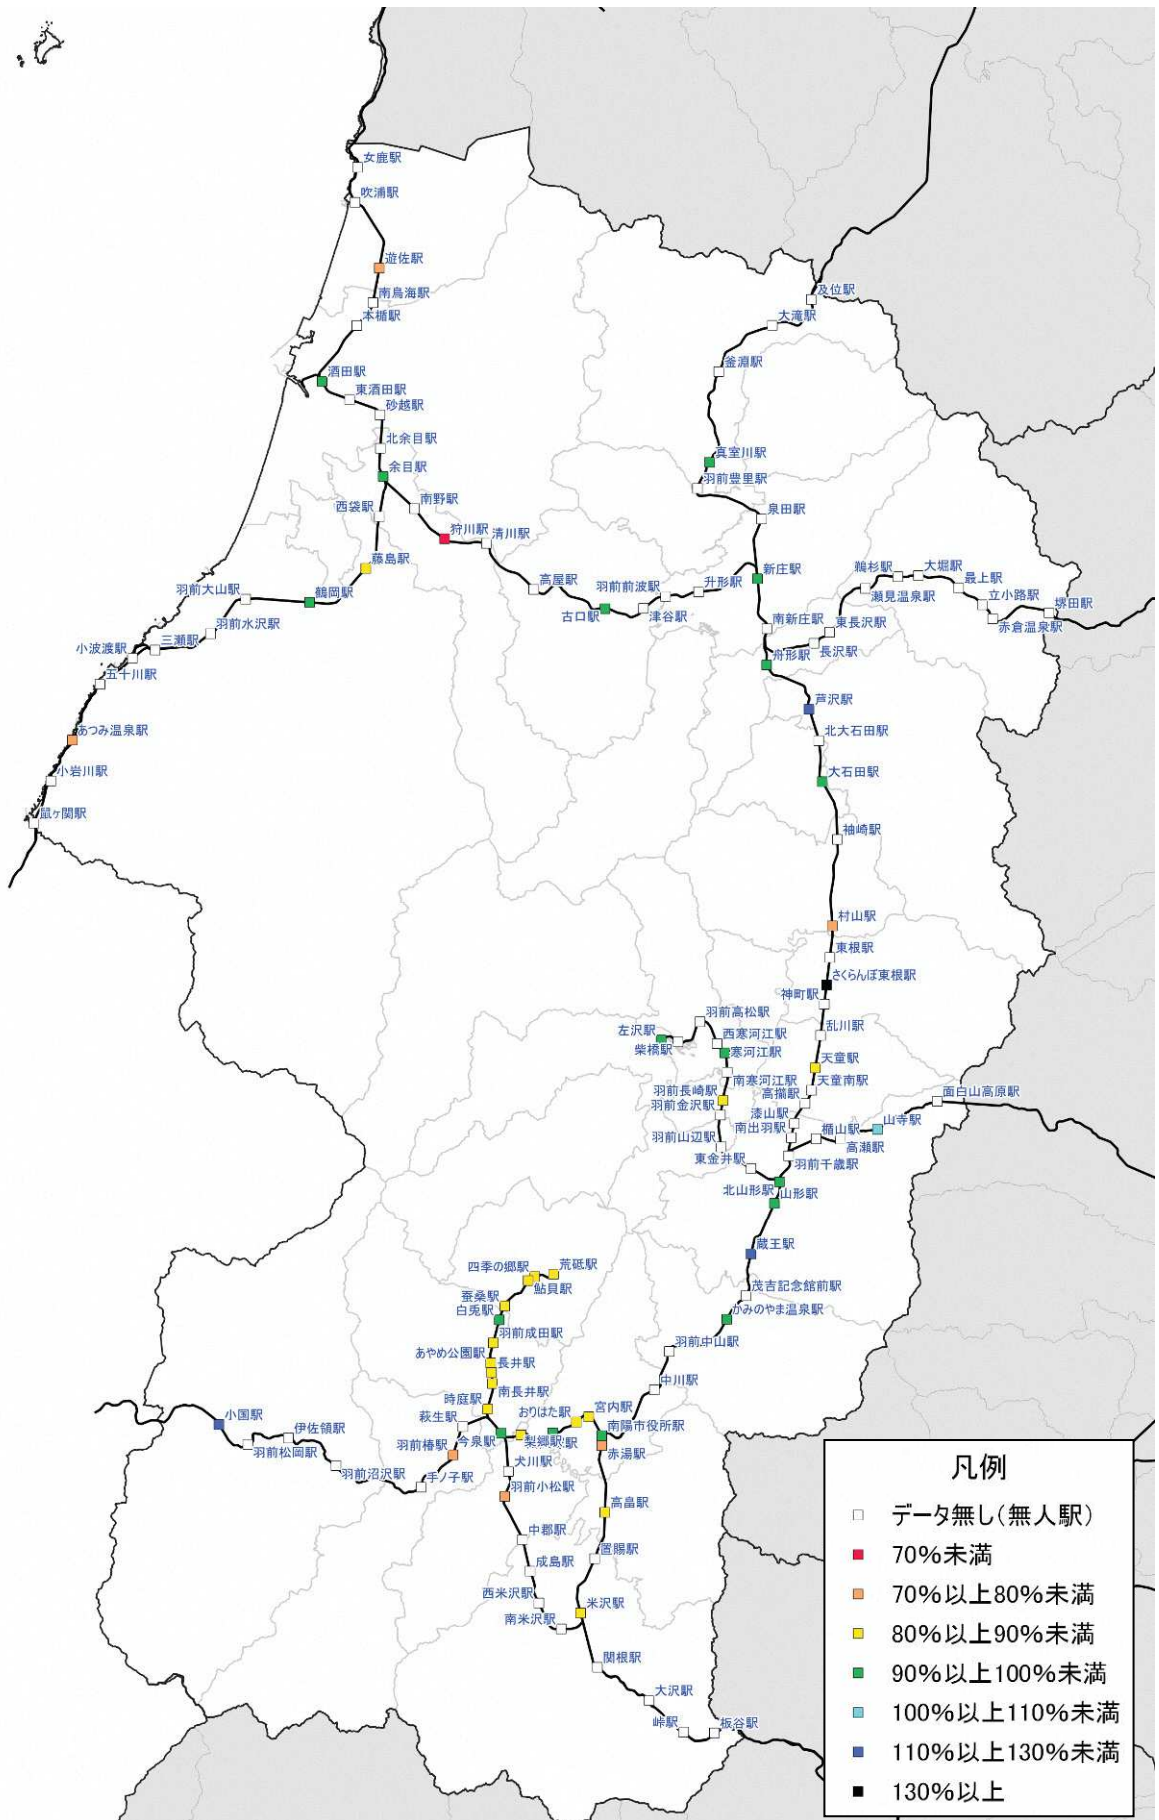 女鹿駅
吹浦駅
遊佐駅
南鳥海駅
本楯駅
酒田駅
東酒田駅
砂越駅
北余目駅
余目駅
西袋駅
南野駅
狩川駅
清川駅
藤島駅
高屋駅
羽前前波駅
升形駅
古口駅
津谷駅
羽前大山駅
鶴岡駅
羽前水沢駅
三瀬駅
小波渡駅
五十川駅
あつみ温泉駅
小岩川駅
鼠ヶ関駅
及位駅
大滝駅
釜淵駅
真室川駅
羽前豊里駅
泉田駅
新庄駅
鵜杉駅
大堀駅
最上駅
瀬見温泉駅
立小路駅
堺田駅
赤倉温泉駅
南新庄駅
東長沢駅
長沢駅
舟形駅
芦沢駅
北大石田駅
大石田駅
袖崎駅
村山駅
東根駅
さくらんぼ東根駅
神町駅
乱川駅
天童駅
天童南駅
高擶駅
漆山駅
南出羽駅
羽前高松駅
左沢駅
柴橋駅
西寒河江駅
寒河江駅
南寒河江駅
羽前長崎駅
羽前金沢駅
羽前山辺駅
東金井駅
面白山高原駅
山寺駅
楯山駅
高瀬駅
羽前千歳駅
北山形駅
山形駅
蔵王駅
茂吉記念館前駅
かみのやま温泉駅
羽前中山駅
中川駅
四季の郷駅
荒砥駅
鮎貝駅
蚕桑駅
白兎駅
羽前成田駅
あやめ公園駅
長井駅
南長井駅
時庭駅
おりはた駅
宮内駅
萩生駅
今泉駅
梨郷駅
南陽市役所駅
赤湯駅
羽前椿駅
小国駅
伊佐領駅
羽前松岡駅
羽前沼沢駅
手ノ子駅
犬川駅
羽前小松駅
高畠駅
中郡駅
置賜駅
成島駅
西米沢駅
米沢駅
南米沢駅
関根駅
大沢駅
峠駅
板谷駅
凡例
データ無し(無人駅)
70%未満
70%以上80%未満
80%以上90%未満
90%以上100%未満
100%以上110%未満
110%以上130%未満
130%以上